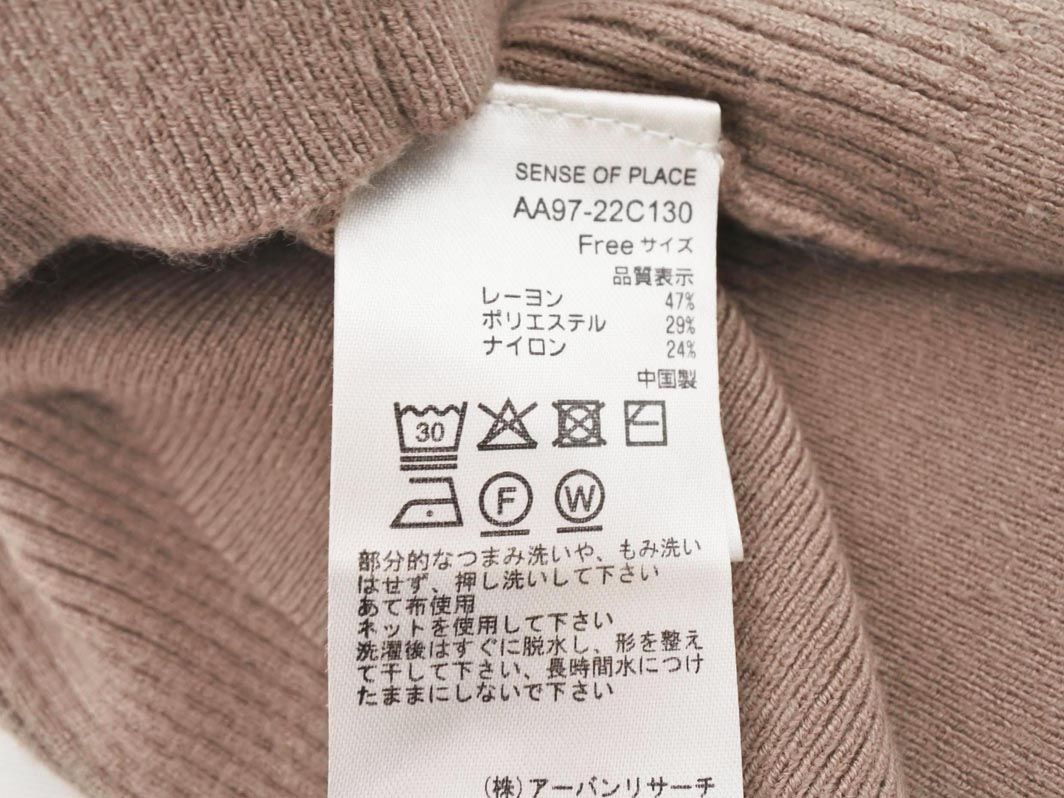 SENSE OF PLACE
AA97-22C130
Free サイズ
品質表示
レーヨン 47%
ポリエステル 29%
ナイロン 24%
中国製
30
F W
部分的なつまみ洗いや、もみ洗い
はせず、押し洗いして下さい
あて布使用
ネットを使用して下さい
洗濯後はすぐに脱水し、形を整え
て干して下さい、長時間水につけ
たままにしないで下さい
(株)アーバンリサーチ